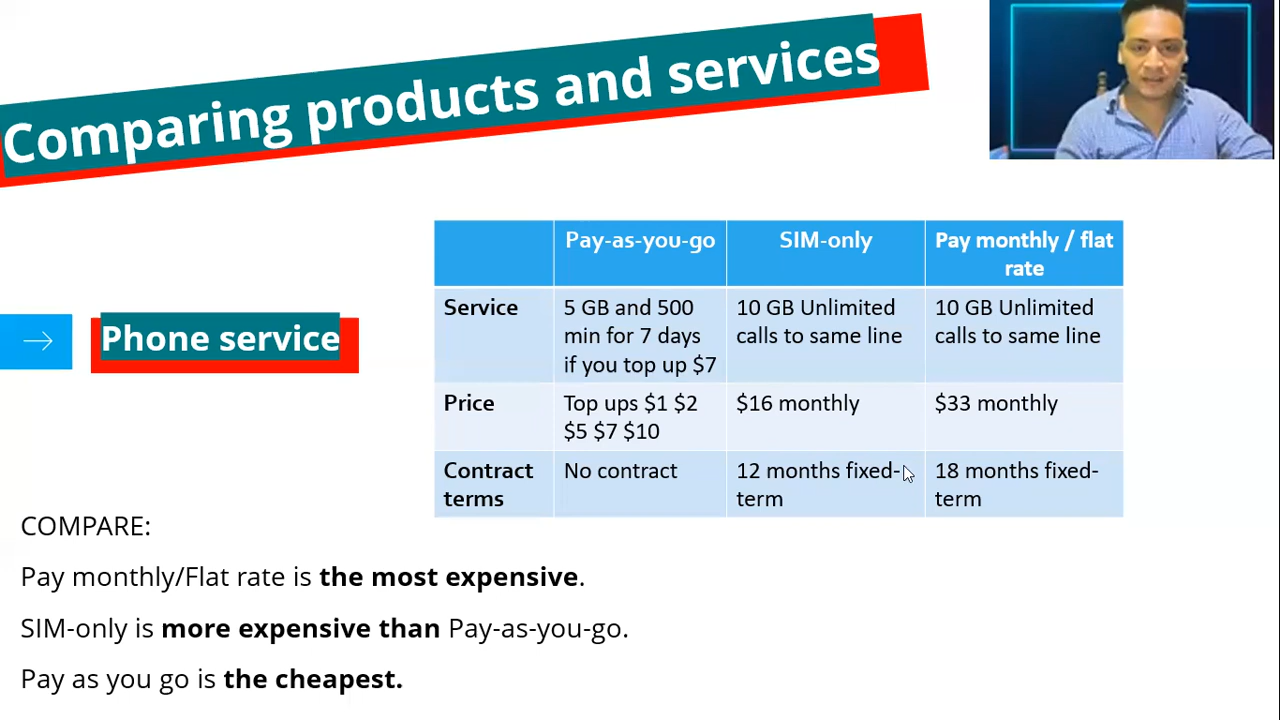 Comparing products and services
Phone service
Pay-as-you-go SIM-only Pay monthly / flat
rate
Service 5 GB and 500 10 GB Unlimited 10 GB Unlimited
min for 7 days calls to same line calls to same line
if you top up $7
Price Top ups $1 $2 $16 monthly $33 monthly
$5 $7 $10
Contract No contract 12 months fixed- 18 months fixed-
terms term term
COMPARE:
Pay monthly/Flat rate is the most expensive.
SIM-only is more expensive than Pay-as-you-go.
Pay as you go is the cheapest.